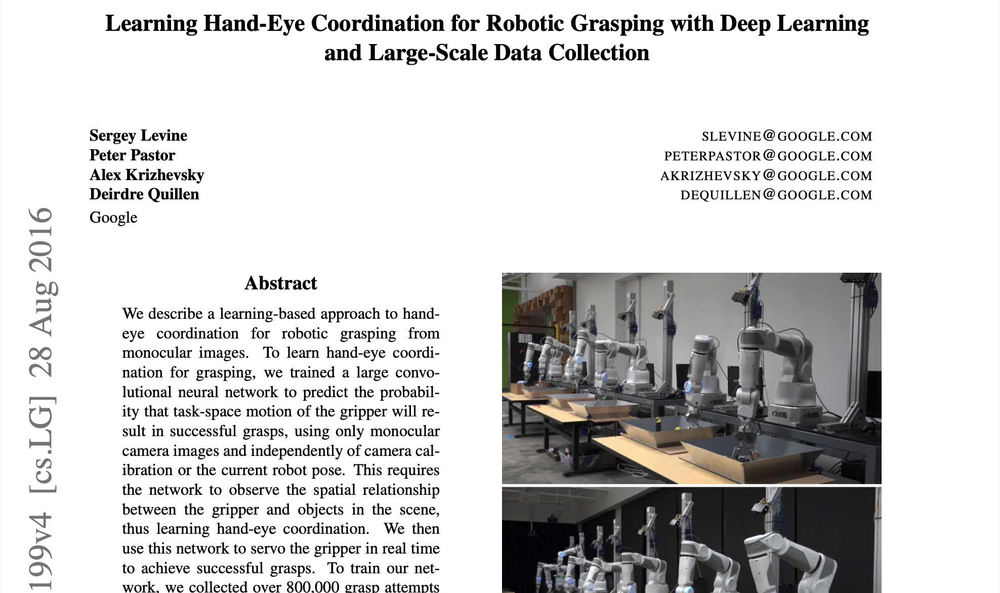 Learning Hand-Eye Coordination for Robotic Grasping with Deep Learning
and Large-Scale Data Collection
Sergey Levine SLEVINE@GOOGLE.COM
Peter Pastor PETERPASTOR@GOOGLE.COM
Alex Krizhevsky AKRIZHEVSKY@GOOGLE.COM
Deirdre Quillen DEQUILLEN@GOOGLE.COM
Google
199v4 [cs.LG] 28 Aug 2016
Abstract
We describe a learning-based approach to hand-
eye coordination for robotic grasping from
monocular images. To learn hand-eye coordi-
nation for grasping, we trained a large convo-
lutional neural network to predict the probabil-
ity that task-space motion of the gripper will re-
sult in successful grasps, using only monocular
camera images and independently of camera cal-
ibration or the current robot pose. This requires
the network to observe the spatial relationship
between the gripper and objects in the scene,
thus learning hand-eye coordination. We then
use this network to servo the gripper in real time
to achieve successful grasps. To train our net-
work, we collected over 800,000 grasp attempts
r3d16 r3d16